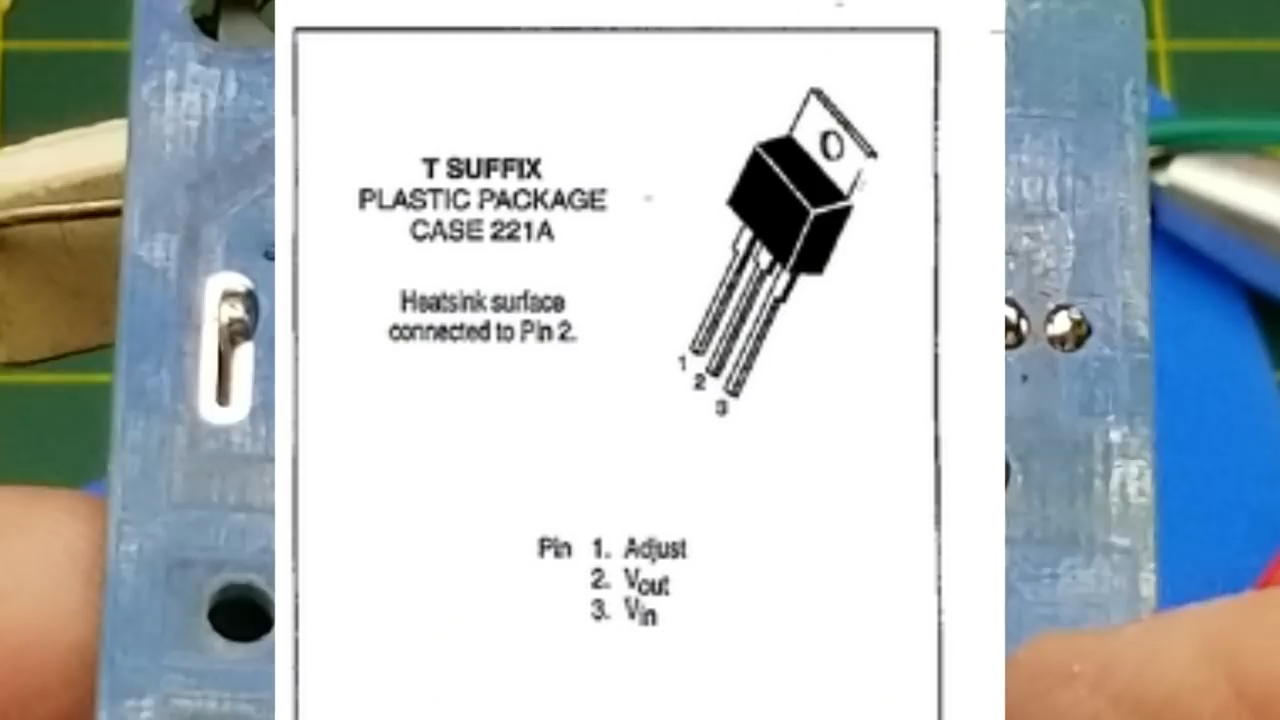 T SUFFIX
PLASTIC PACKAGE
CASE 221A
Heatsink surface
connected to Pin 2.
1
2
3
Pin 1. Adjust
2. Vout
3. Vin